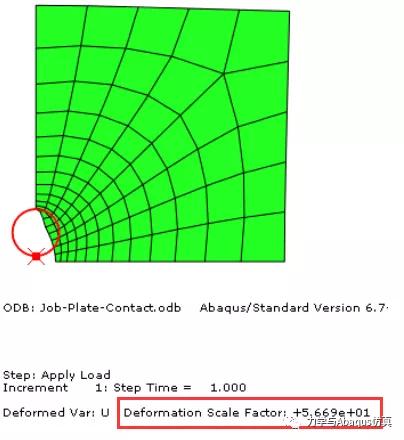 ODB: Job-Plate-Contact.odb    Abaqus/Standard Version 6.7-
Step: Apply Load
Increment     1: Step Time =    1.000
Deformed Var: U   Deformation Scale Factor: +5.669e+01
力学与Abaqus仿真